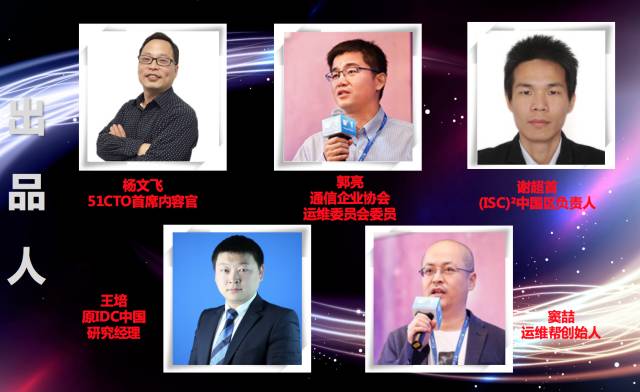 出
品
人
杨文飞
51CTO首席内容官
郭亮
通信企业协会
运维委员会委员
谢超首
(ISC)²中国区负责人
王培
原IDC中国
研究经理
窦喆
运维帮创始人